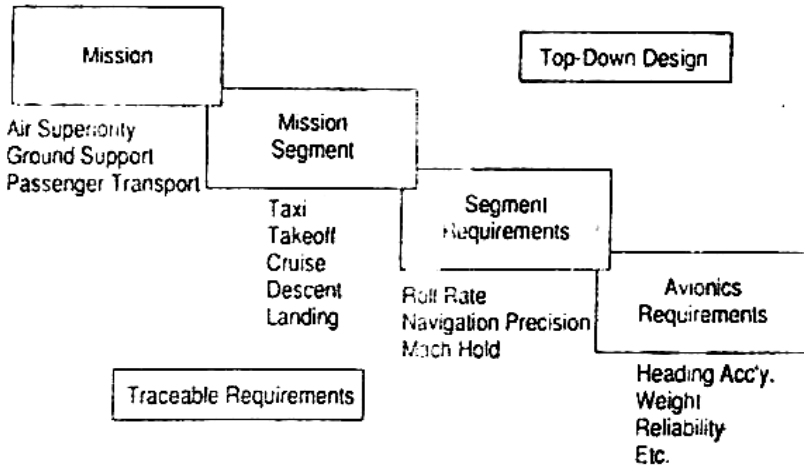 Mission
Top-Down Design
Air Superiority
Ground Support
Passenger Transport
Mission
Segment
Taxi
Takeoff
Cruise
Descent
Landing
Segment
Requirements
Roll Rate
Navigation Precision
Mach Hold
Avionics
Requirements
Heading Acc'y.
Weight
Reliability
Etc.
Traceable Requirements